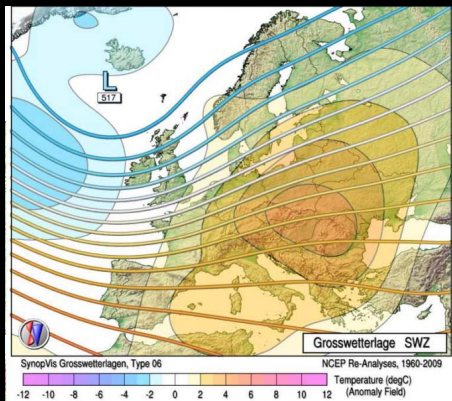 L
517
Grosswetterlage SWZ
SynopVis Grosswetterlagen, Type 06 NCEP Re-Analyses, 1960-2009
-12 -10 -8 -6 -4 -2 0 2 4 6 8 10 12
Temperature (degC)
(Anomaly Field)